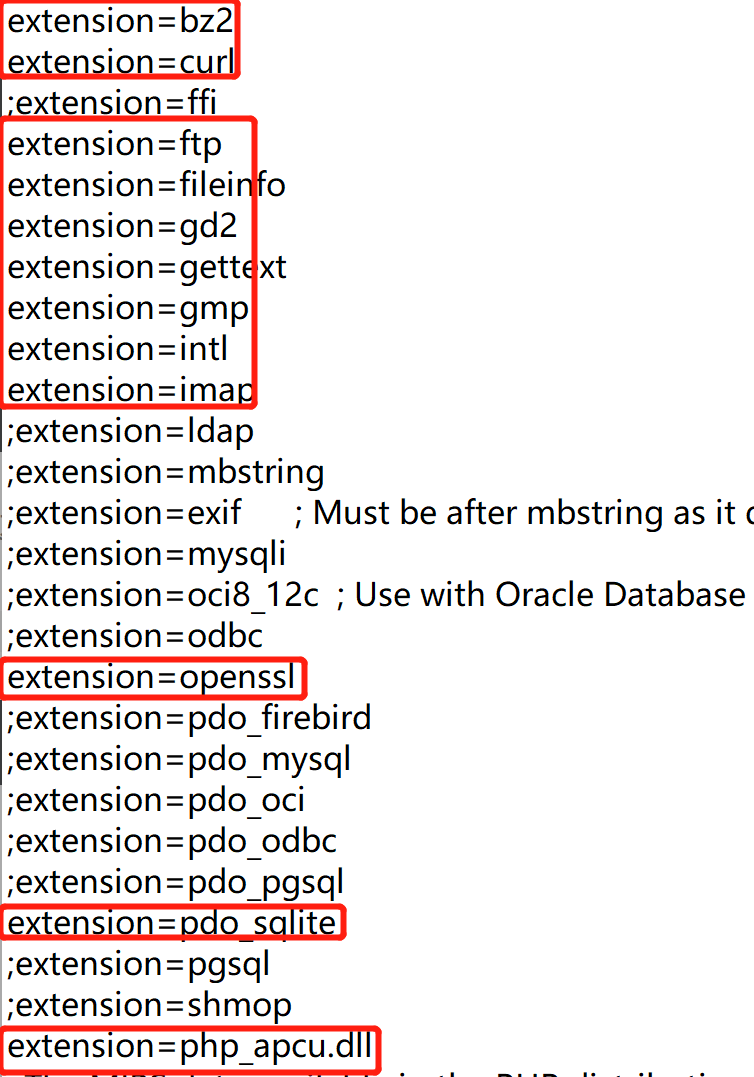 extension=bz2
extension=curl
;extension=ffi
extension=ftp
extension=fileinfo
extension=gd2
extension=gettext
extension=gmp
extension=intl
extension=imap
;extension=ldap
;extension=mbstring
;extension=exif ; Must be after mbstring as it
;extension=mysqli
;extension=oci8_12c ; Use with Oracle Database
;extension=odbc
extension=openssl
;extension=pdo_firebird
;extension=pdo_mysql
;extension=pdo_oci
;extension=pdo_odbc
;extension=pdo_pgsql
extension=pdo_sqlite
;extension=pgsql
;extension=shmop
extension=php_apcu.dll